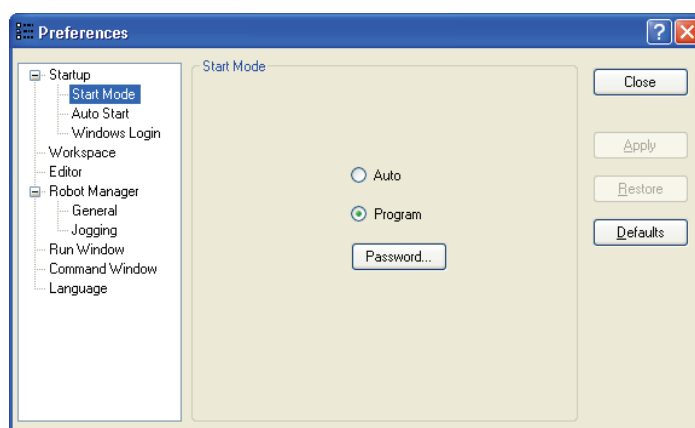 Preferences
Startup
Start Mode
Auto Start
Windows Login
Workspace
Editor
Robot Manager
General
Jogging
Run Window
Command Window
Language
Start Mode
Auto
Program
Password...
Close
Apply
Restore
Defaults